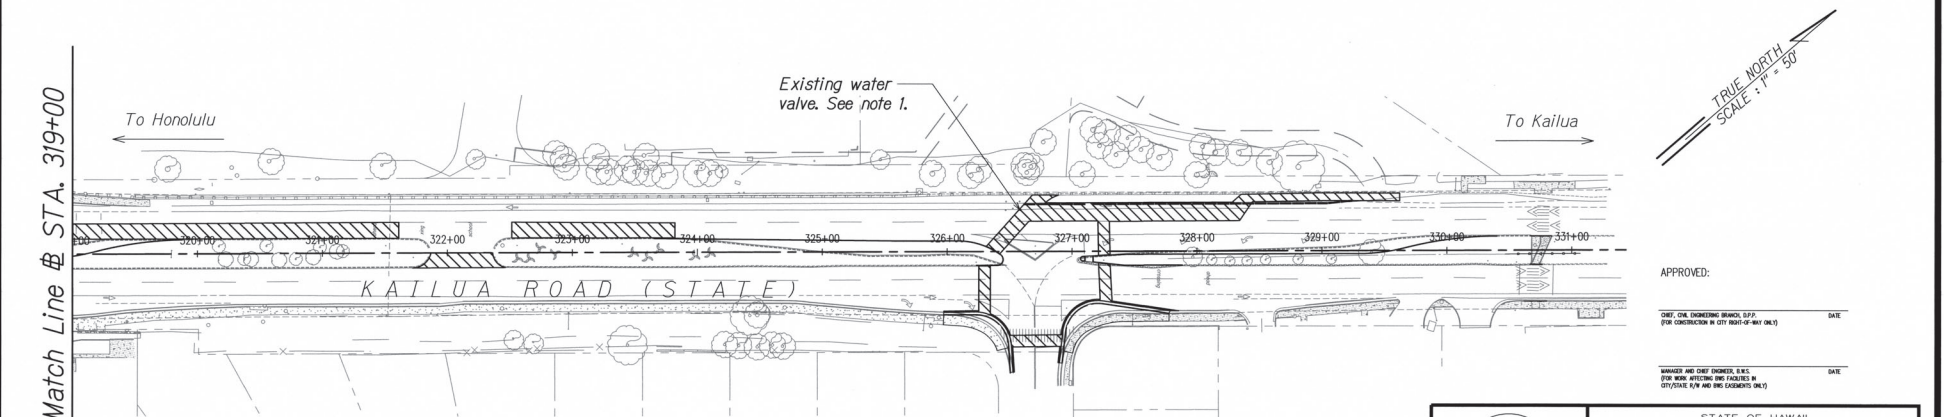 Match Line ₧ STA. 319+00
To Honolulu
Existing water
valve. See note 1.
To Kailua
TRUE NORTH
SCALE : 1" = 50'
320+00
321+00
322+00
323+00
324+00
325+00
326+00
327+00
328+00
329+00
330+00
331+00
KAILUA ROAD (STATE)
APPROVED:
CHIEF, CIVIL ENGINEERING BRANCH, D.P.P. DATE
(FOR CONSTRUCTION IN CITY RIGHT-OF-WAY ONLY)
MANAGER AND CHIEF ENGINEER, B.W.S. DATE
(FOR WORK AFFECTING BWS FACILITIES IN
CITY/STATE R/W AND BWS EASEMENTS ONLY)
STATE OF HAWAII